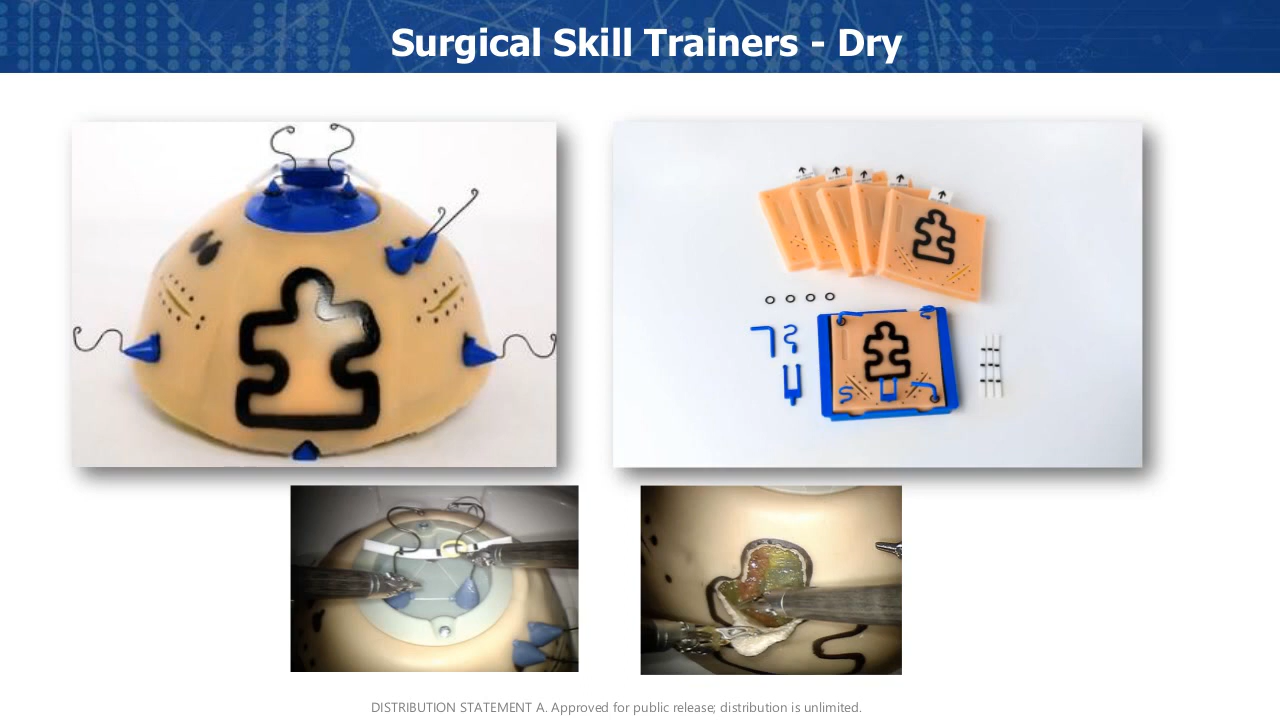 Surgical Skill Trainers - Dry
DISTRIBUTION STATEMENT A. Approved for public release; distribution is unlimited.